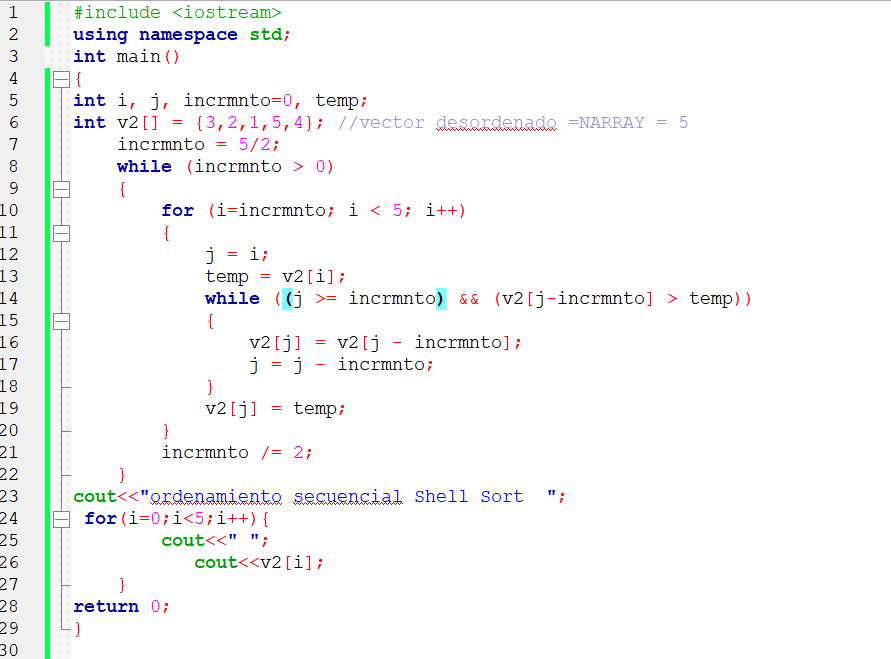 1 #include <iostream>
2 using namespace std;
3 int main()
4 {
5 int i, j, incrmnto=0, temp;
6 int v2[] = {3,2,1,5,4}; //vector desordenado =NARRAY = 5
7 incrmnto = 5/2;
8 while (incrmnto > 0)
9 {
10 for (i=incrmnto; i < 5; i++)
11 {
12 j = i;
13 temp = v2[i];
14 while ((j >= incrmnto) && (v2[j-incrmnto] > temp))
15 {
16 v2[j] = v2[j - incrmnto];
17 j = j - incrmnto;
18 }
19 v2[j] = temp;
20 }
21 incrmnto /= 2;
22 }
23 cout<<"ordenamiento secuencial Shell Sort  ";
24 for(i=0;i<5;i++){
25 cout<<" ";
26 cout<<v2[i];
27 }
28 return 0;
29 }
30